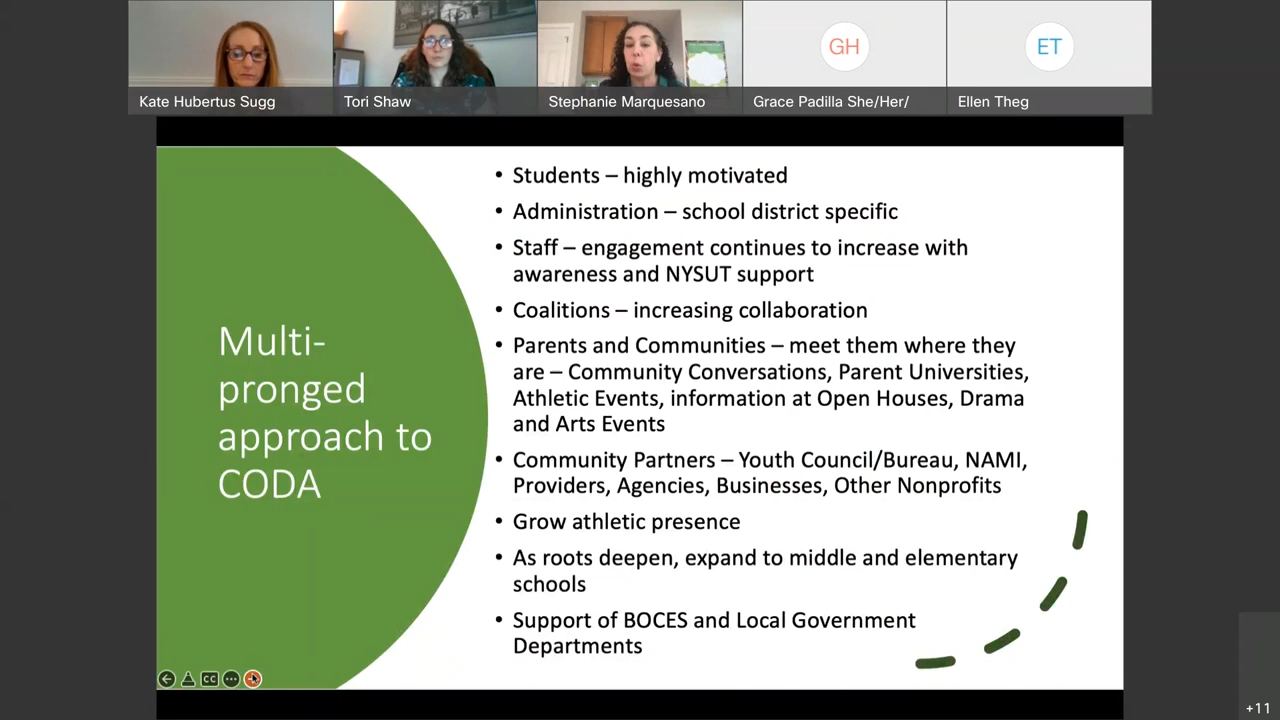 GH
ET
Kate Hubertus Sugg
Tori Shaw
Stephanie Marquesano
Grace Padilla She/Her/
Ellen Theg
Multi-
pronged
approach to
CODA
• Students – highly motivated
• Administration – school district specific
• Staff – engagement continues to increase with
awareness and NYSUT support
• Coalitions – increasing collaboration
• Parents and Communities – meet them where they
are – Community Conversations, Parent Universities,
Athletic Events, information at Open Houses, Drama
and Arts Events
• Community Partners – Youth Council/Bureau, NAMI,
Providers, Agencies, Businesses, Other Nonprofits
• Grow athletic presence
• As roots deepen, expand to middle and elementary
schools
• Support of BOCES and Local Government
Departments
CC
+11